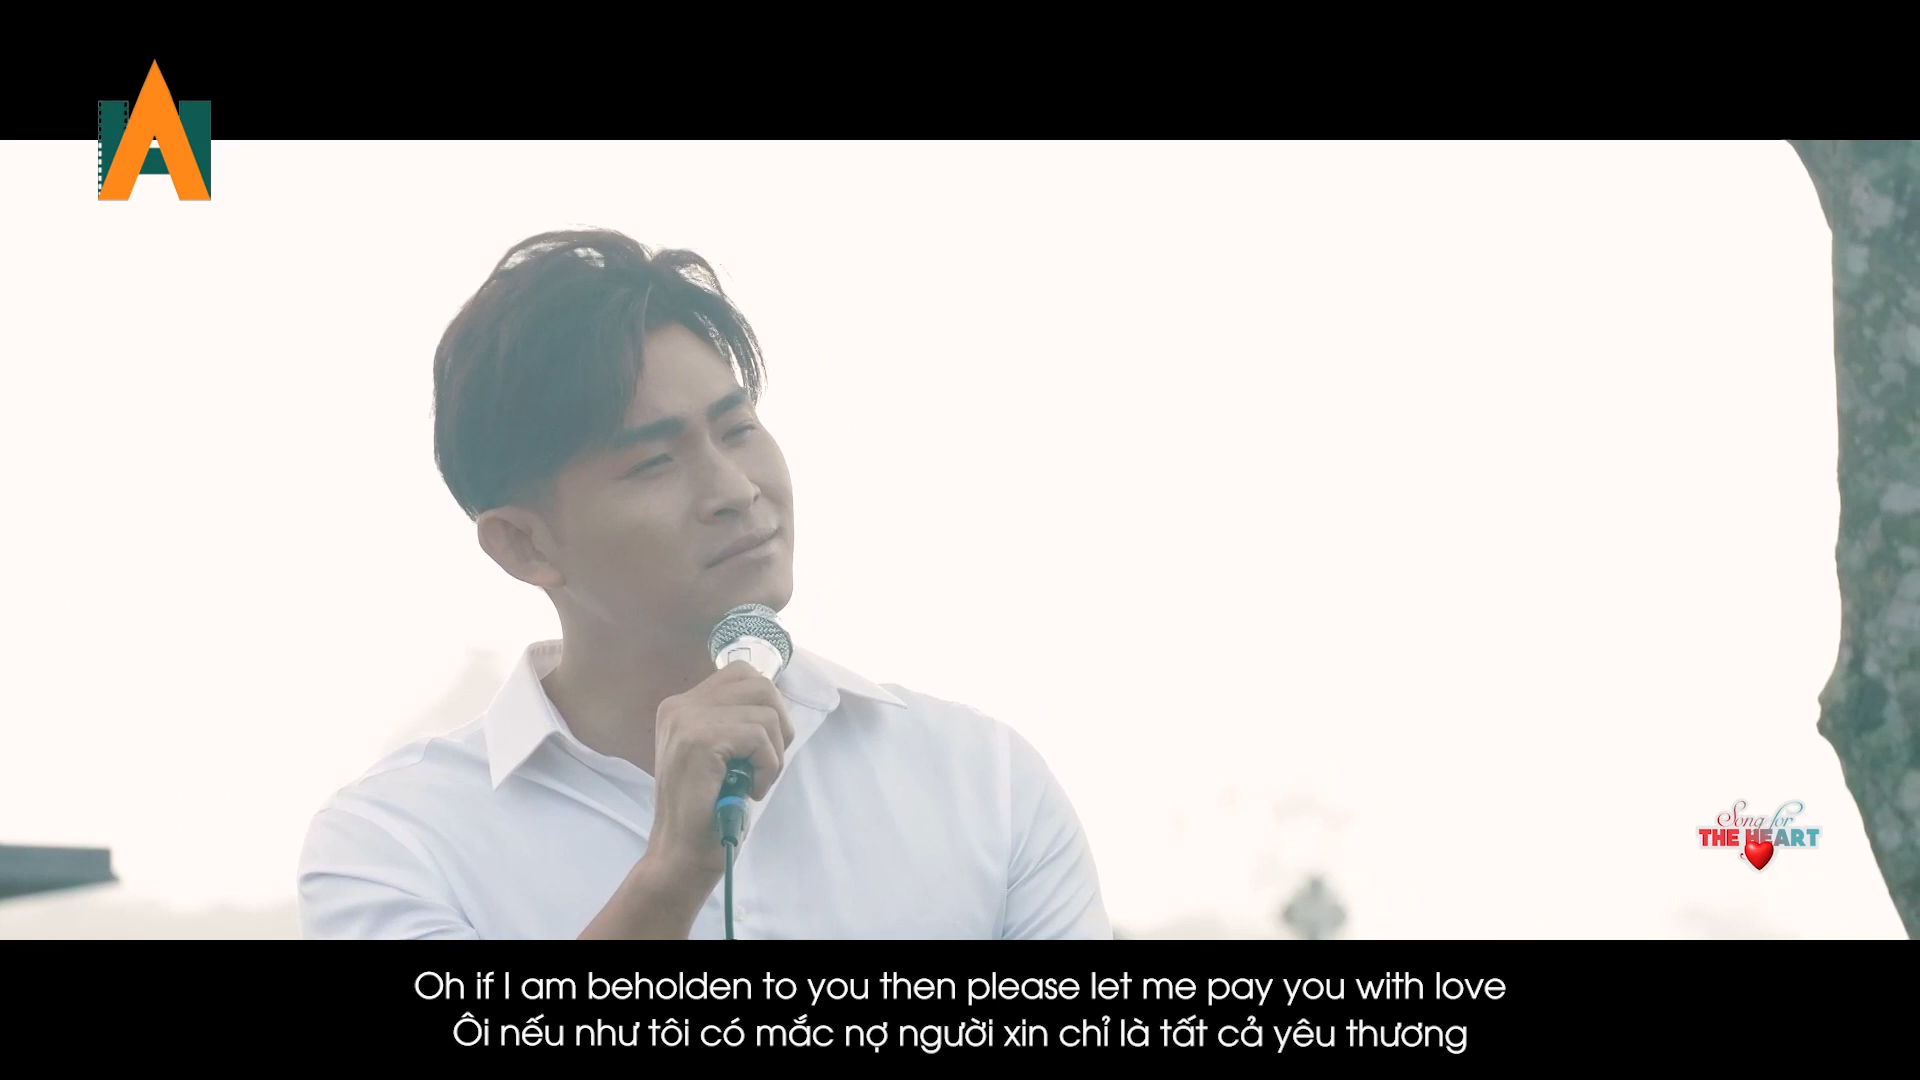 A
Song for
THE HEART
Oh if I am beholden to you then please let me pay you with love
Ôi nếu như tôi có mắc nợ người xin chỉ là tất cả yêu thương